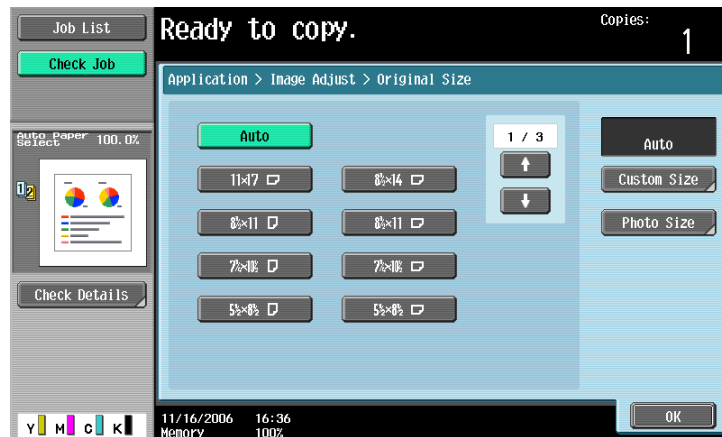 Job List
Ready to copy.
Copies:
1
Check Job
Application > Image Adjust > Original Size
Auto Paper Select 100.0%
1 2
Auto
1 / 3
Auto
11×17
8½×14
Custom Size
8½×11
8½×11
Photo Size
7¼×10½
7¼×10½
Check Details
5½×8½
5½×8½
OK
Y M C K
11/16/2006 16:36
Memory 100%